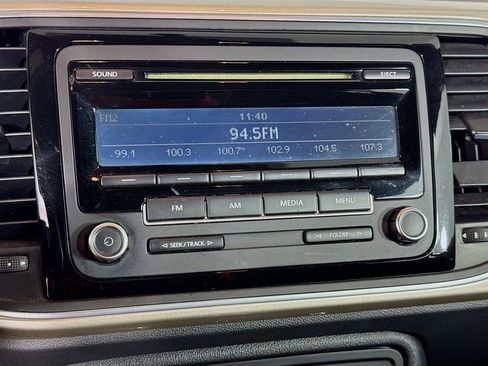 SOUND
EJECT
FM2
11:40
94.5FM
99.1 100.3 100.7 102.9 104.5 107.3
FM AM MEDIA MENU
SEEK/TRACK
FOLDER